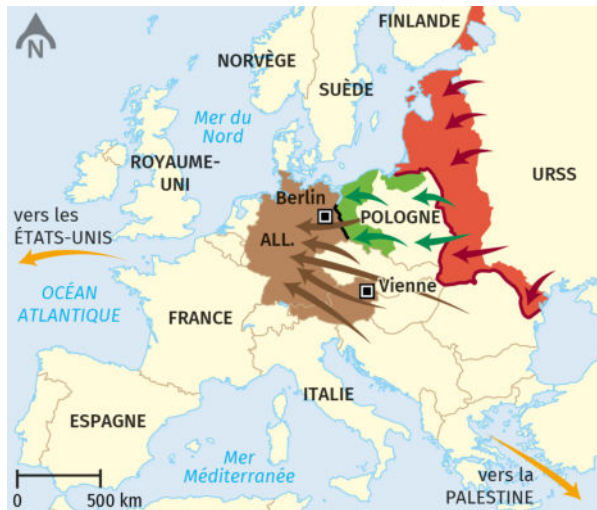 FINLANDE
N
NORVÈGE
SUÈDE
Mer du
Nord
ROYAUME-
UNI
URSS
Berlin
POLOGNE
vers les
ÉTATS-UNIS
ALL.
Vienne
OCÉAN
ATLANTIQUE
FRANCE
ITALIE
ESPAGNE
Mer
Méditerranée
vers la
PALESTINE
0 500 km